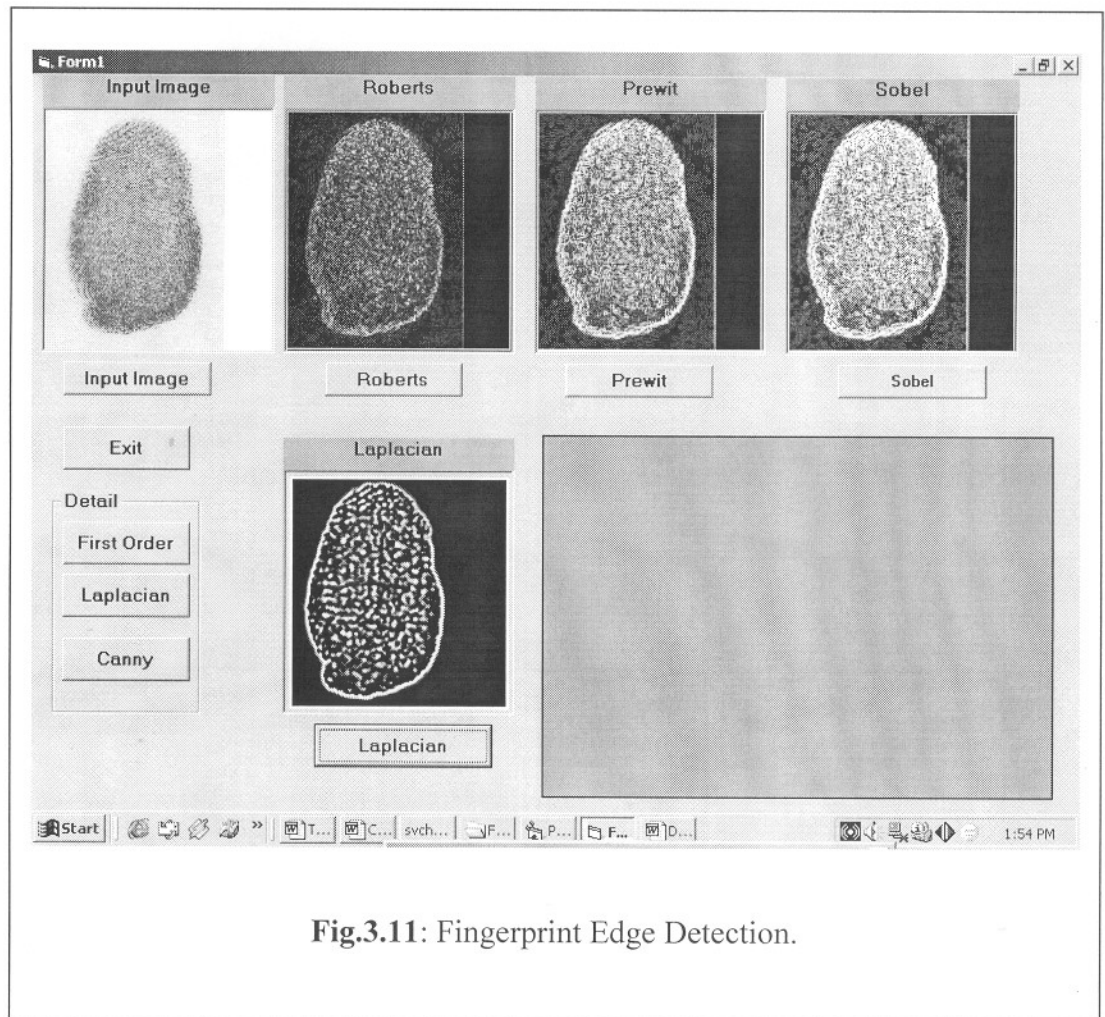 Form1
Input Image Roberts Prewit Sobel
Input Image Roberts Prewit Sobel
Exit
Laplacian
Detail
First Order
Laplacian
Canny
Laplacian
Start » T... C... svch... F... P... F... D... 1:54 PM
Fig.3.11: Fingerprint Edge Detection.